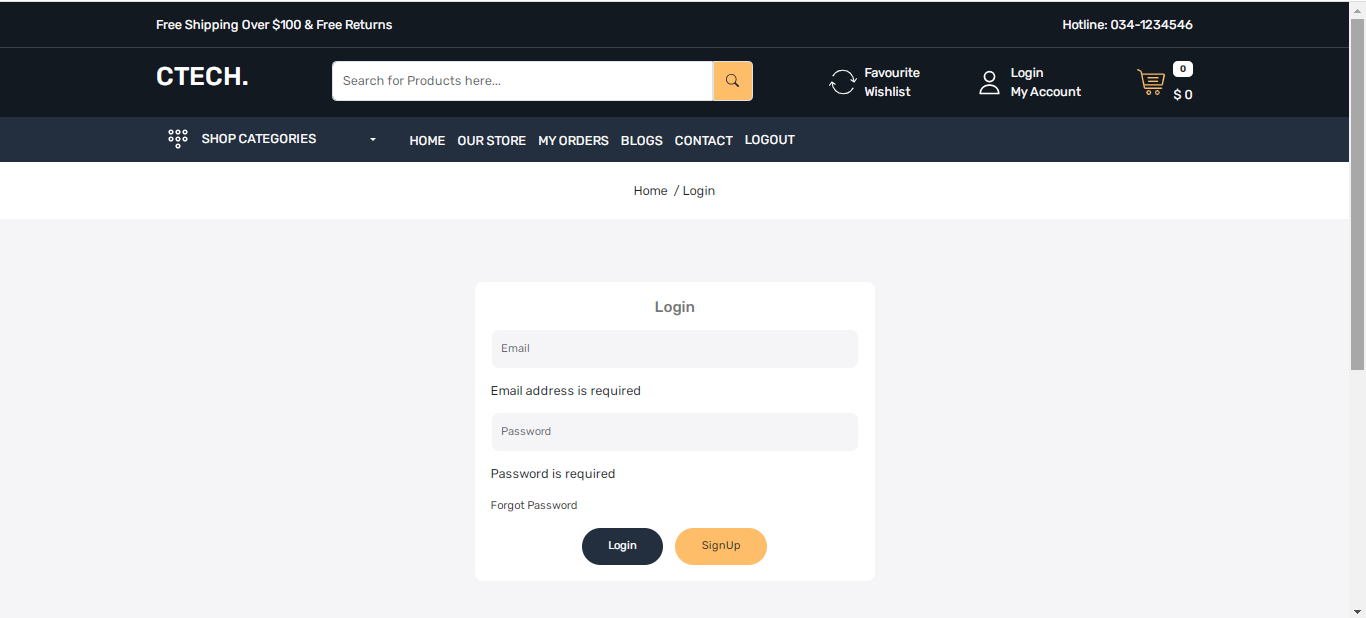 Free Shipping Over $100 & Free Returns
Hotline: 034-1234546
CTECH.
Search for Products here...
Favourite
Wishlist
Login
My Account
0
$ 0
SHOP CATEGORIES
HOME OUR STORE MY ORDERS BLOGS CONTACT LOGOUT
Home / Login
Login
Email
Email address is required
Password
Password is required
Forgot Password
Login
SignUp